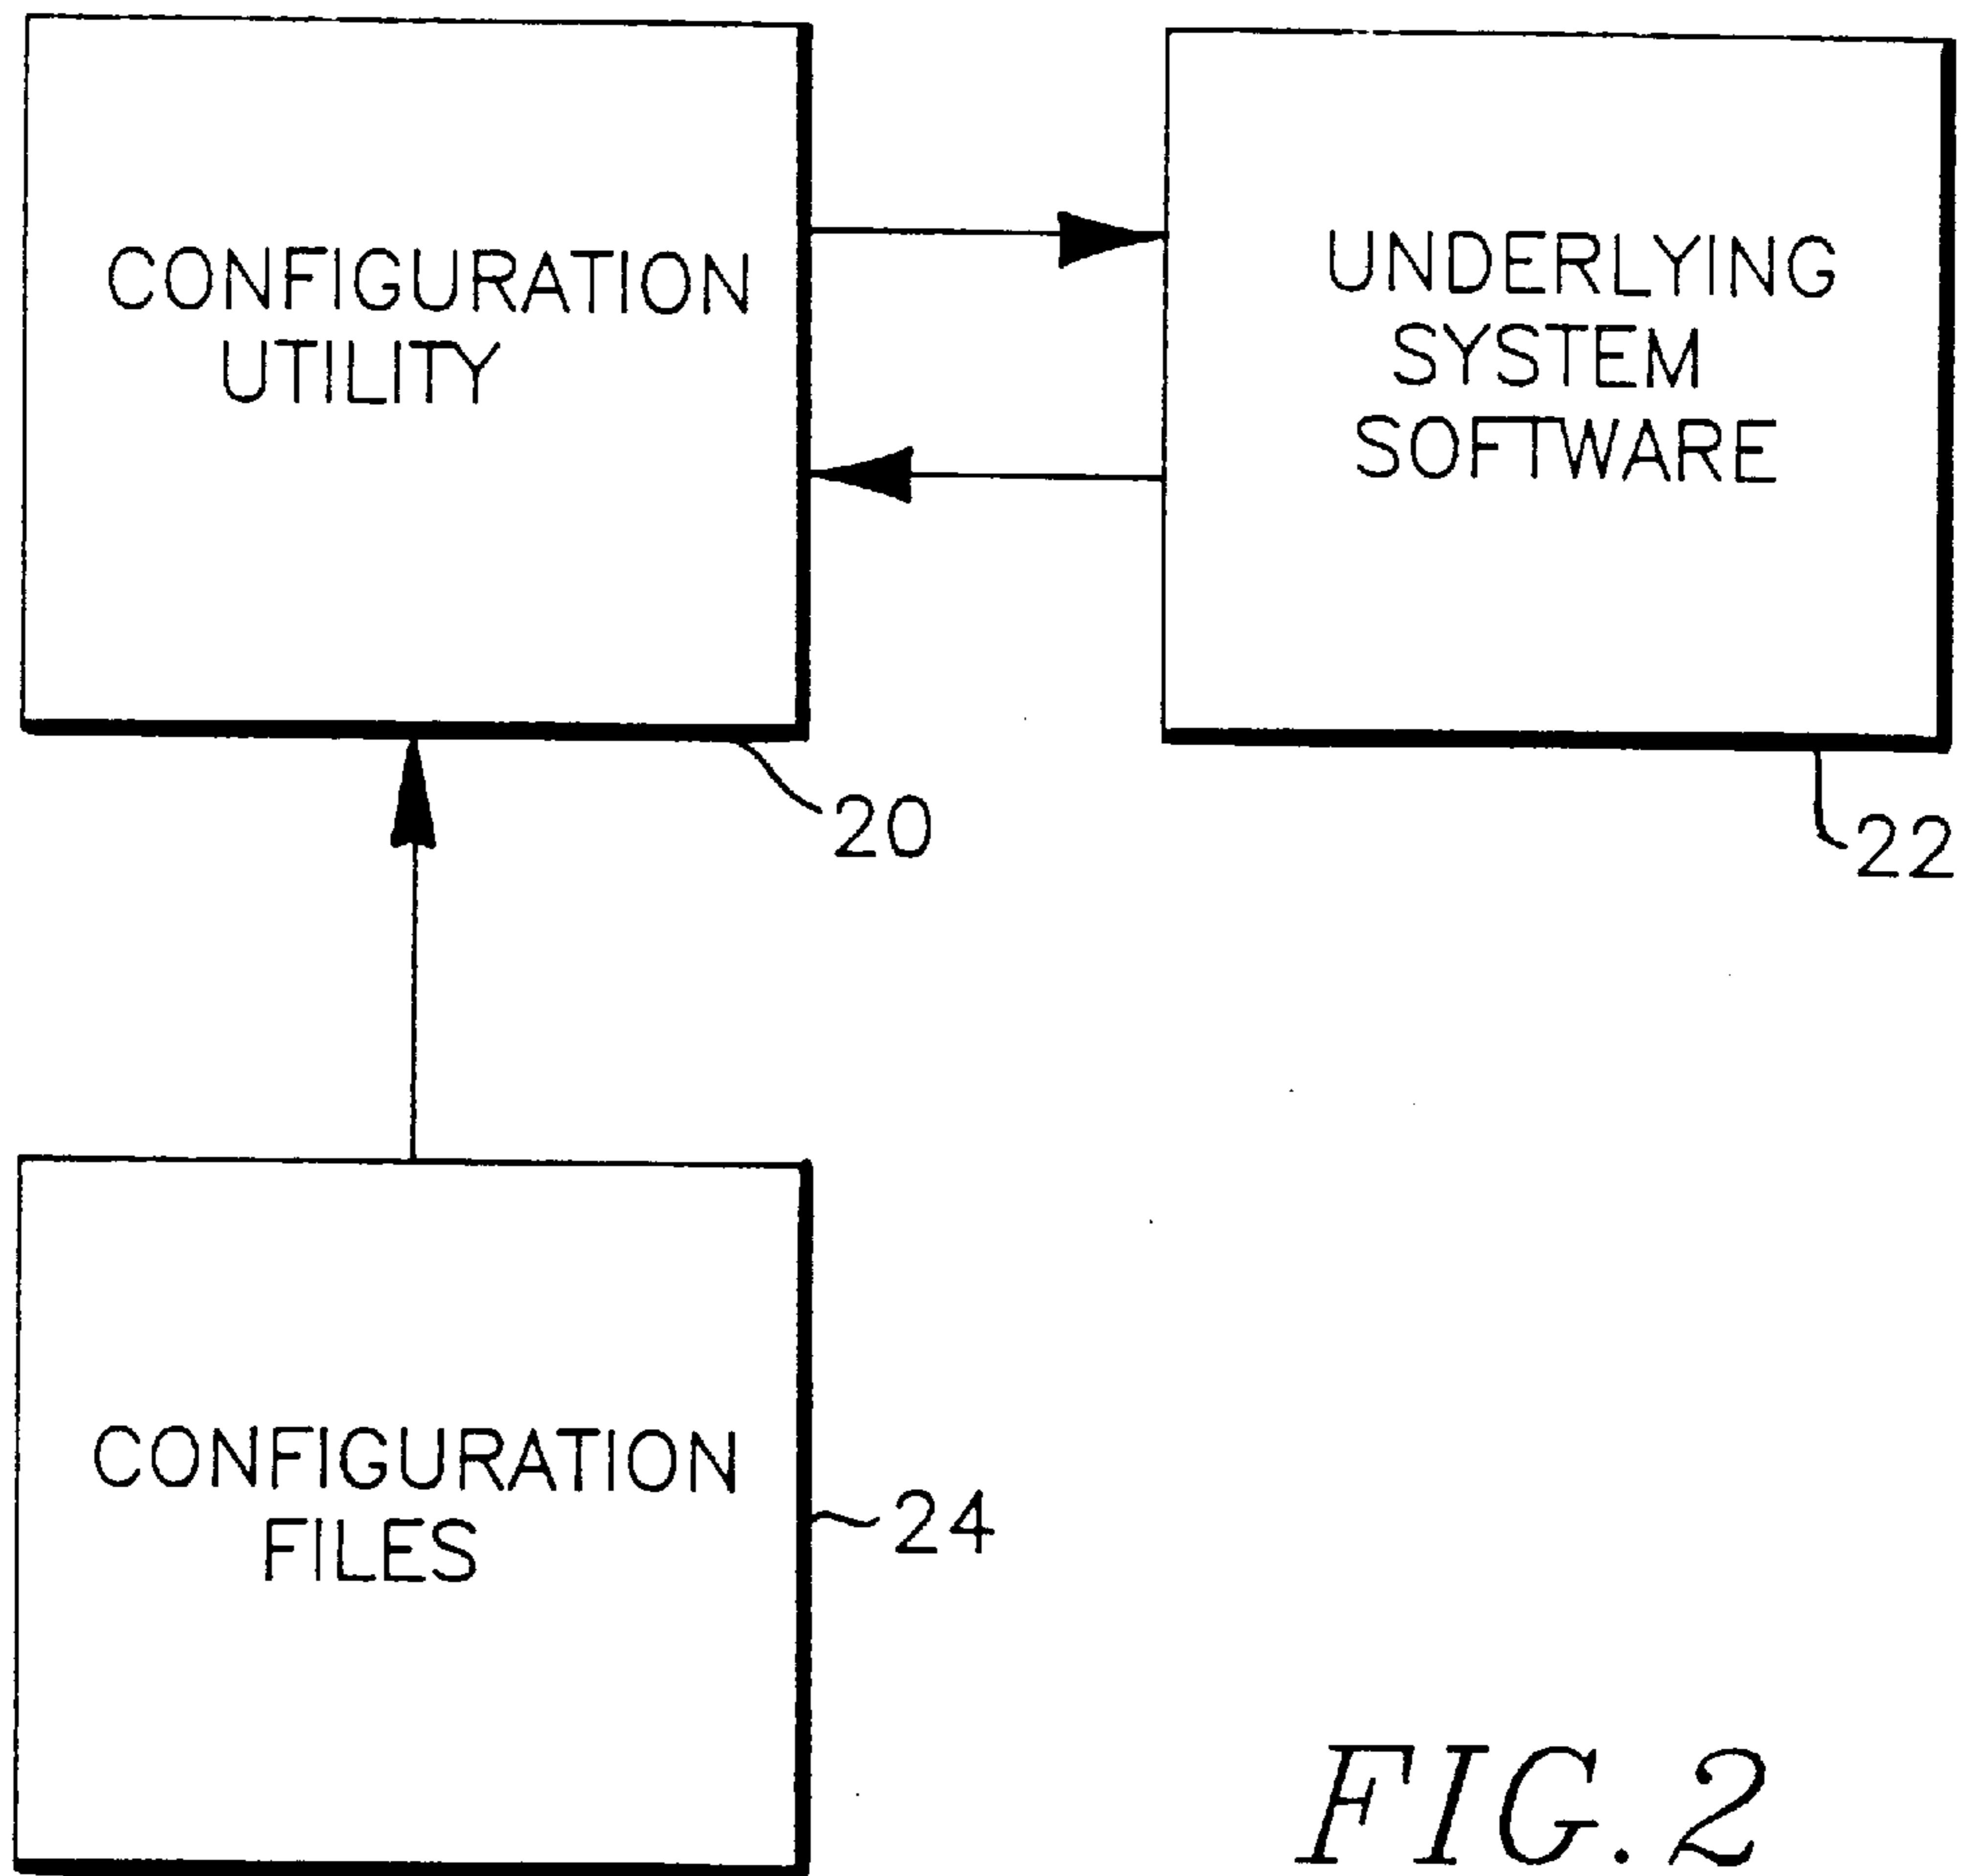 CONFIGURATION
UTILITY
UNDERLYING
SYSTEM
SOFTWARE
20
22
CONFIGURATION
FILES
24
FIG. 2